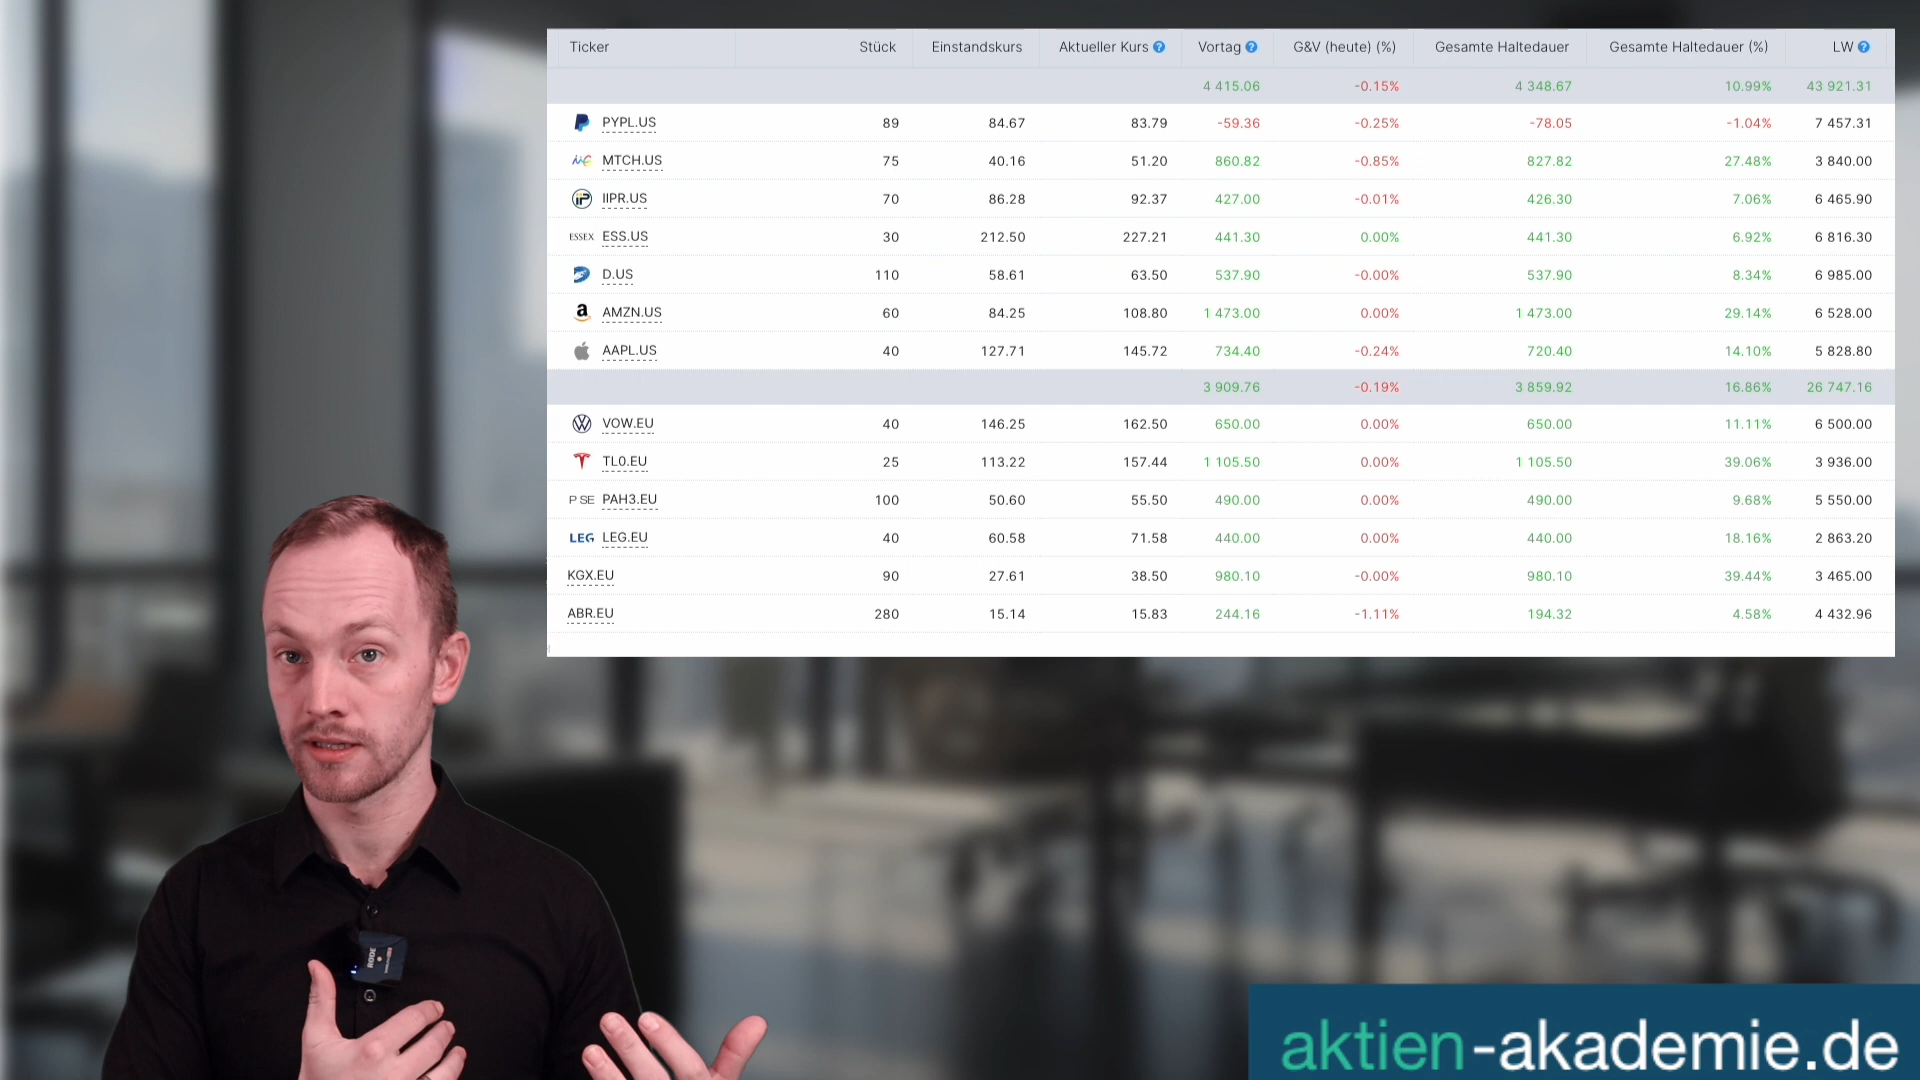 Ticker Stück Einstandskurs Aktueller Kurs ? Vortag ? G&V (heute) (%) Gesamte Haltedauer Gesamte Haltedauer (%) LW ?
4 415.06 -0.15% 4 348.67 10.99% 43 921.31
PYPL.US 89 84.67 83.79 -59.36 -0.25% -78.05 -1.04% 7 457.31
MTCH.US 75 40.16 51.20 860.82 -0.85% 827.82 27.48% 3 840.00
IIP IIPR.US 70 86.28 92.37 427.00 -0.01% 426.30 7.06% 6 465.90
ESSEX ESS.US 30 212.50 227.21 441.30 0.00% 441.30 6.92% 6 816.30
D.US 110 58.61 63.50 537.90 -0.00% 537.90 8.34% 6 985.00
a AMZN.US 60 84.25 108.80 1 473.00 0.00% 1 473.00 29.14% 6 528.00
AAPL.US 40 127.71 145.72 734.40 -0.24% 720.40 14.10% 5 828.80
3 909.76 -0.19% 3 859.92 16.86% 26 747.16
VOW.EU 40 146.25 162.50 650.00 0.00% 650.00 11.11% 6 500.00
TL0.EU 25 113.22 157.44 1 105.50 0.00% 1 105.50 39.06% 3 936.00
P SE PAH3.EU 100 50.60 55.50 490.00 0.00% 490.00 9.68% 5 550.00
LEG LEG.EU 40 60.58 71.58 440.00 0.00% 440.00 18.16% 2 863.20
KGX.EU 90 27.61 38.50 980.10 -0.00% 980.10 39.44% 3 465.00
ABR.EU 280 15.14 15.83 244.16 -1.11% 194.32 4.58% 4 432.96
RODE
aktien-akademie.de